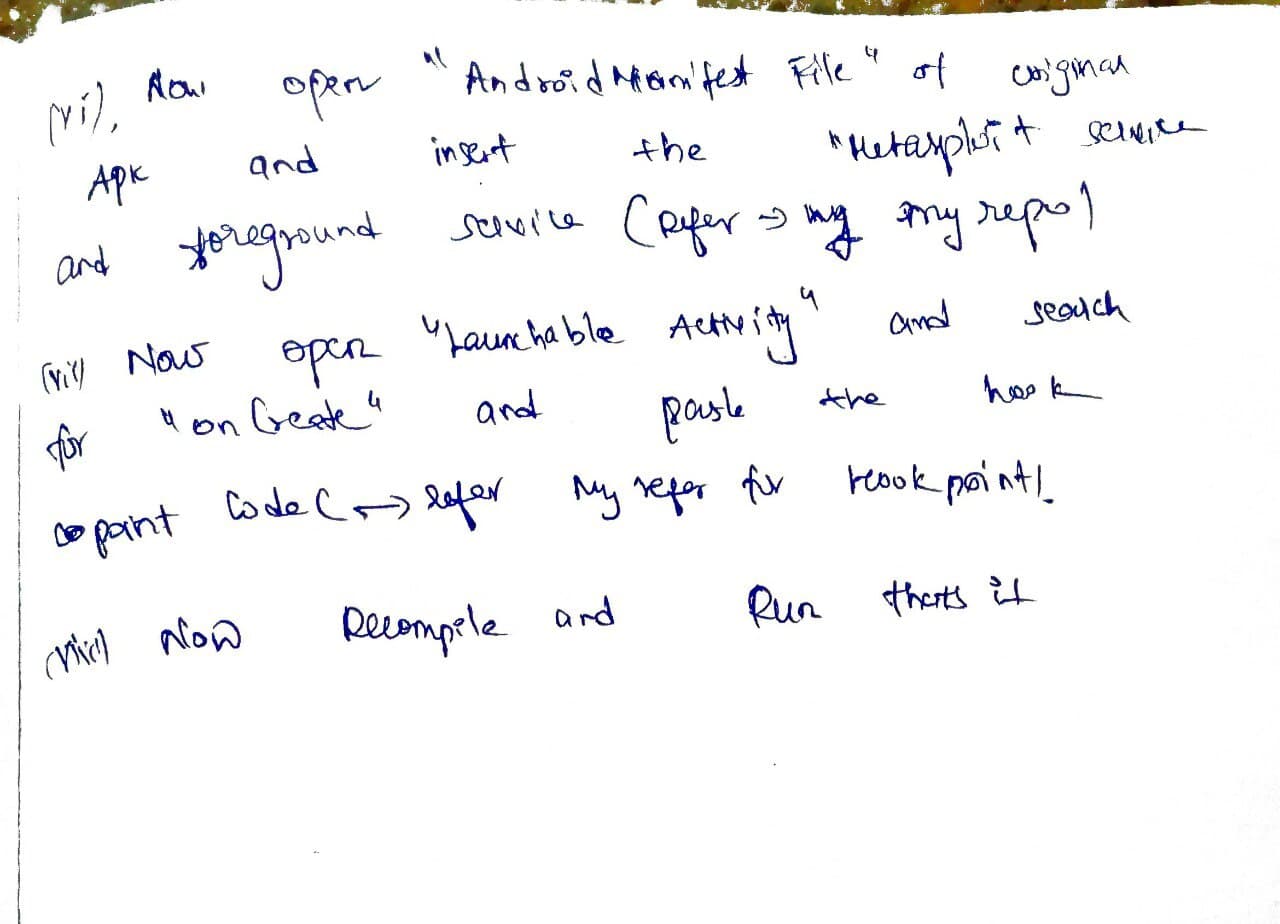 (vi), Now open "AndroidManifest File" of original
Apk and insert the "Metasploit service
and foreground service (Refer → my repo)
(vii) Now open "Launchable Activity" and search
for "onCreate" and paste the hook
point Code (→ Refer My refer for Hook point)
(viii) Now Recompile and Run thats it